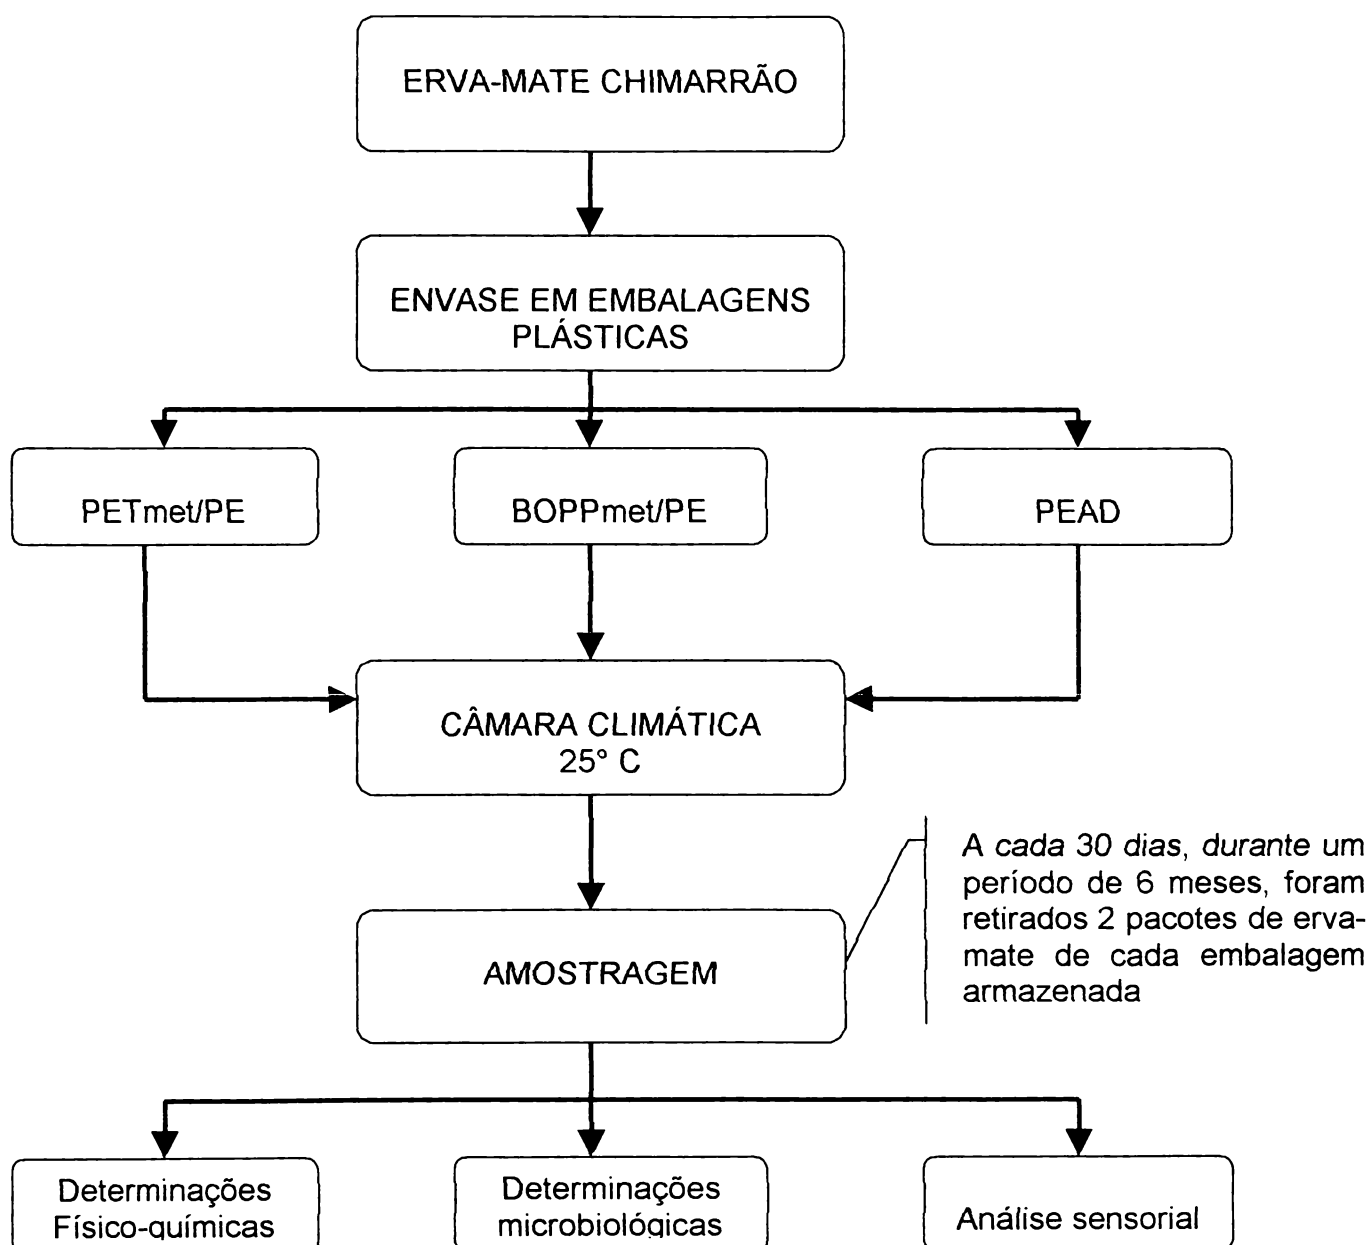 ERVA-MATE CHIMARRÃO
ENVASE EM EMBALAGENS
PLÁSTICAS
PETmet/PE
BOPPmet/PE
PEAD
CÂMARA CLIMÁTICA
25° C
A cada 30 dias, durante um
período de 6 meses, foram
retirados 2 pacotes de erva-
mate de cada embalagem
armazenada
AMOSTRAGEM
Determinações
Físico-químicas
Determinações
microbiológicas
Análise sensorial